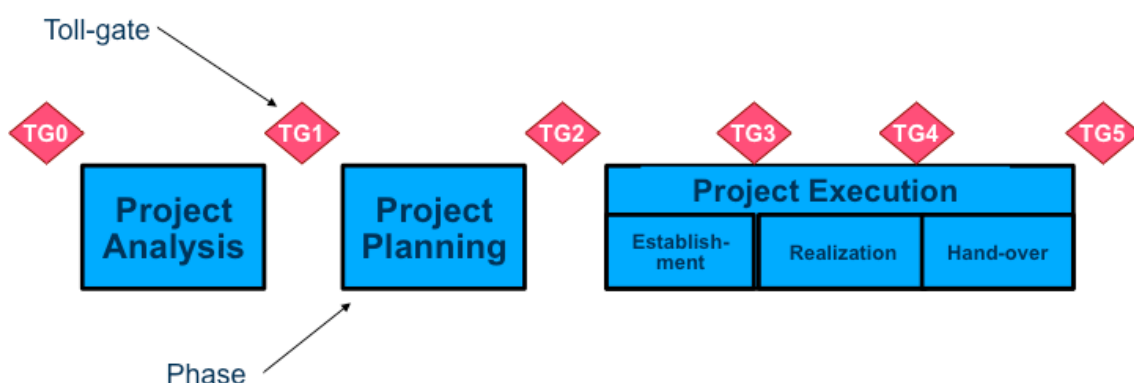 Toll-gate
TG0
TG1
TG2
TG3
TG4
TG5
Project
Analysis
Project
Planning
Project Execution
Establish-
ment
Realization
Hand-over
Phase